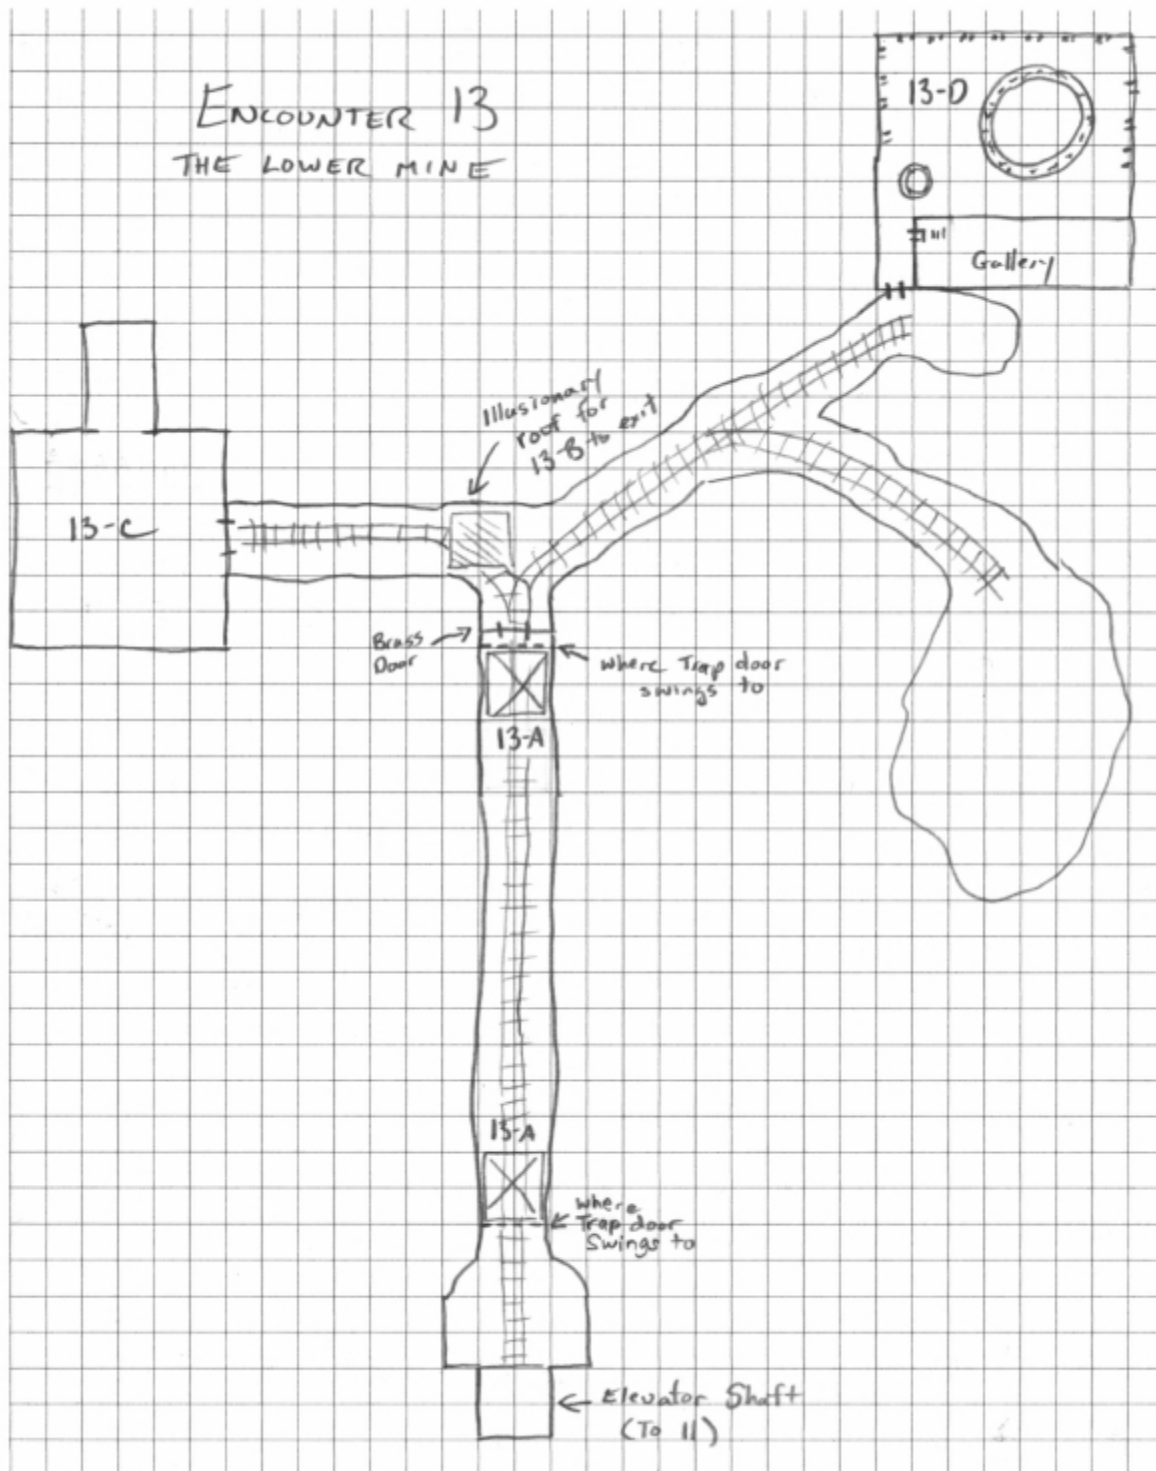 ENCOUNTER 13
THE LOWER MINE
13-D
Gallery
Illusionary
roof for
13-B to exit
13-C
Brass
Door
where Trap door
swings to
13-A
13-A
where
Trap door
Swings to
Elevator Shaft
(To 11)